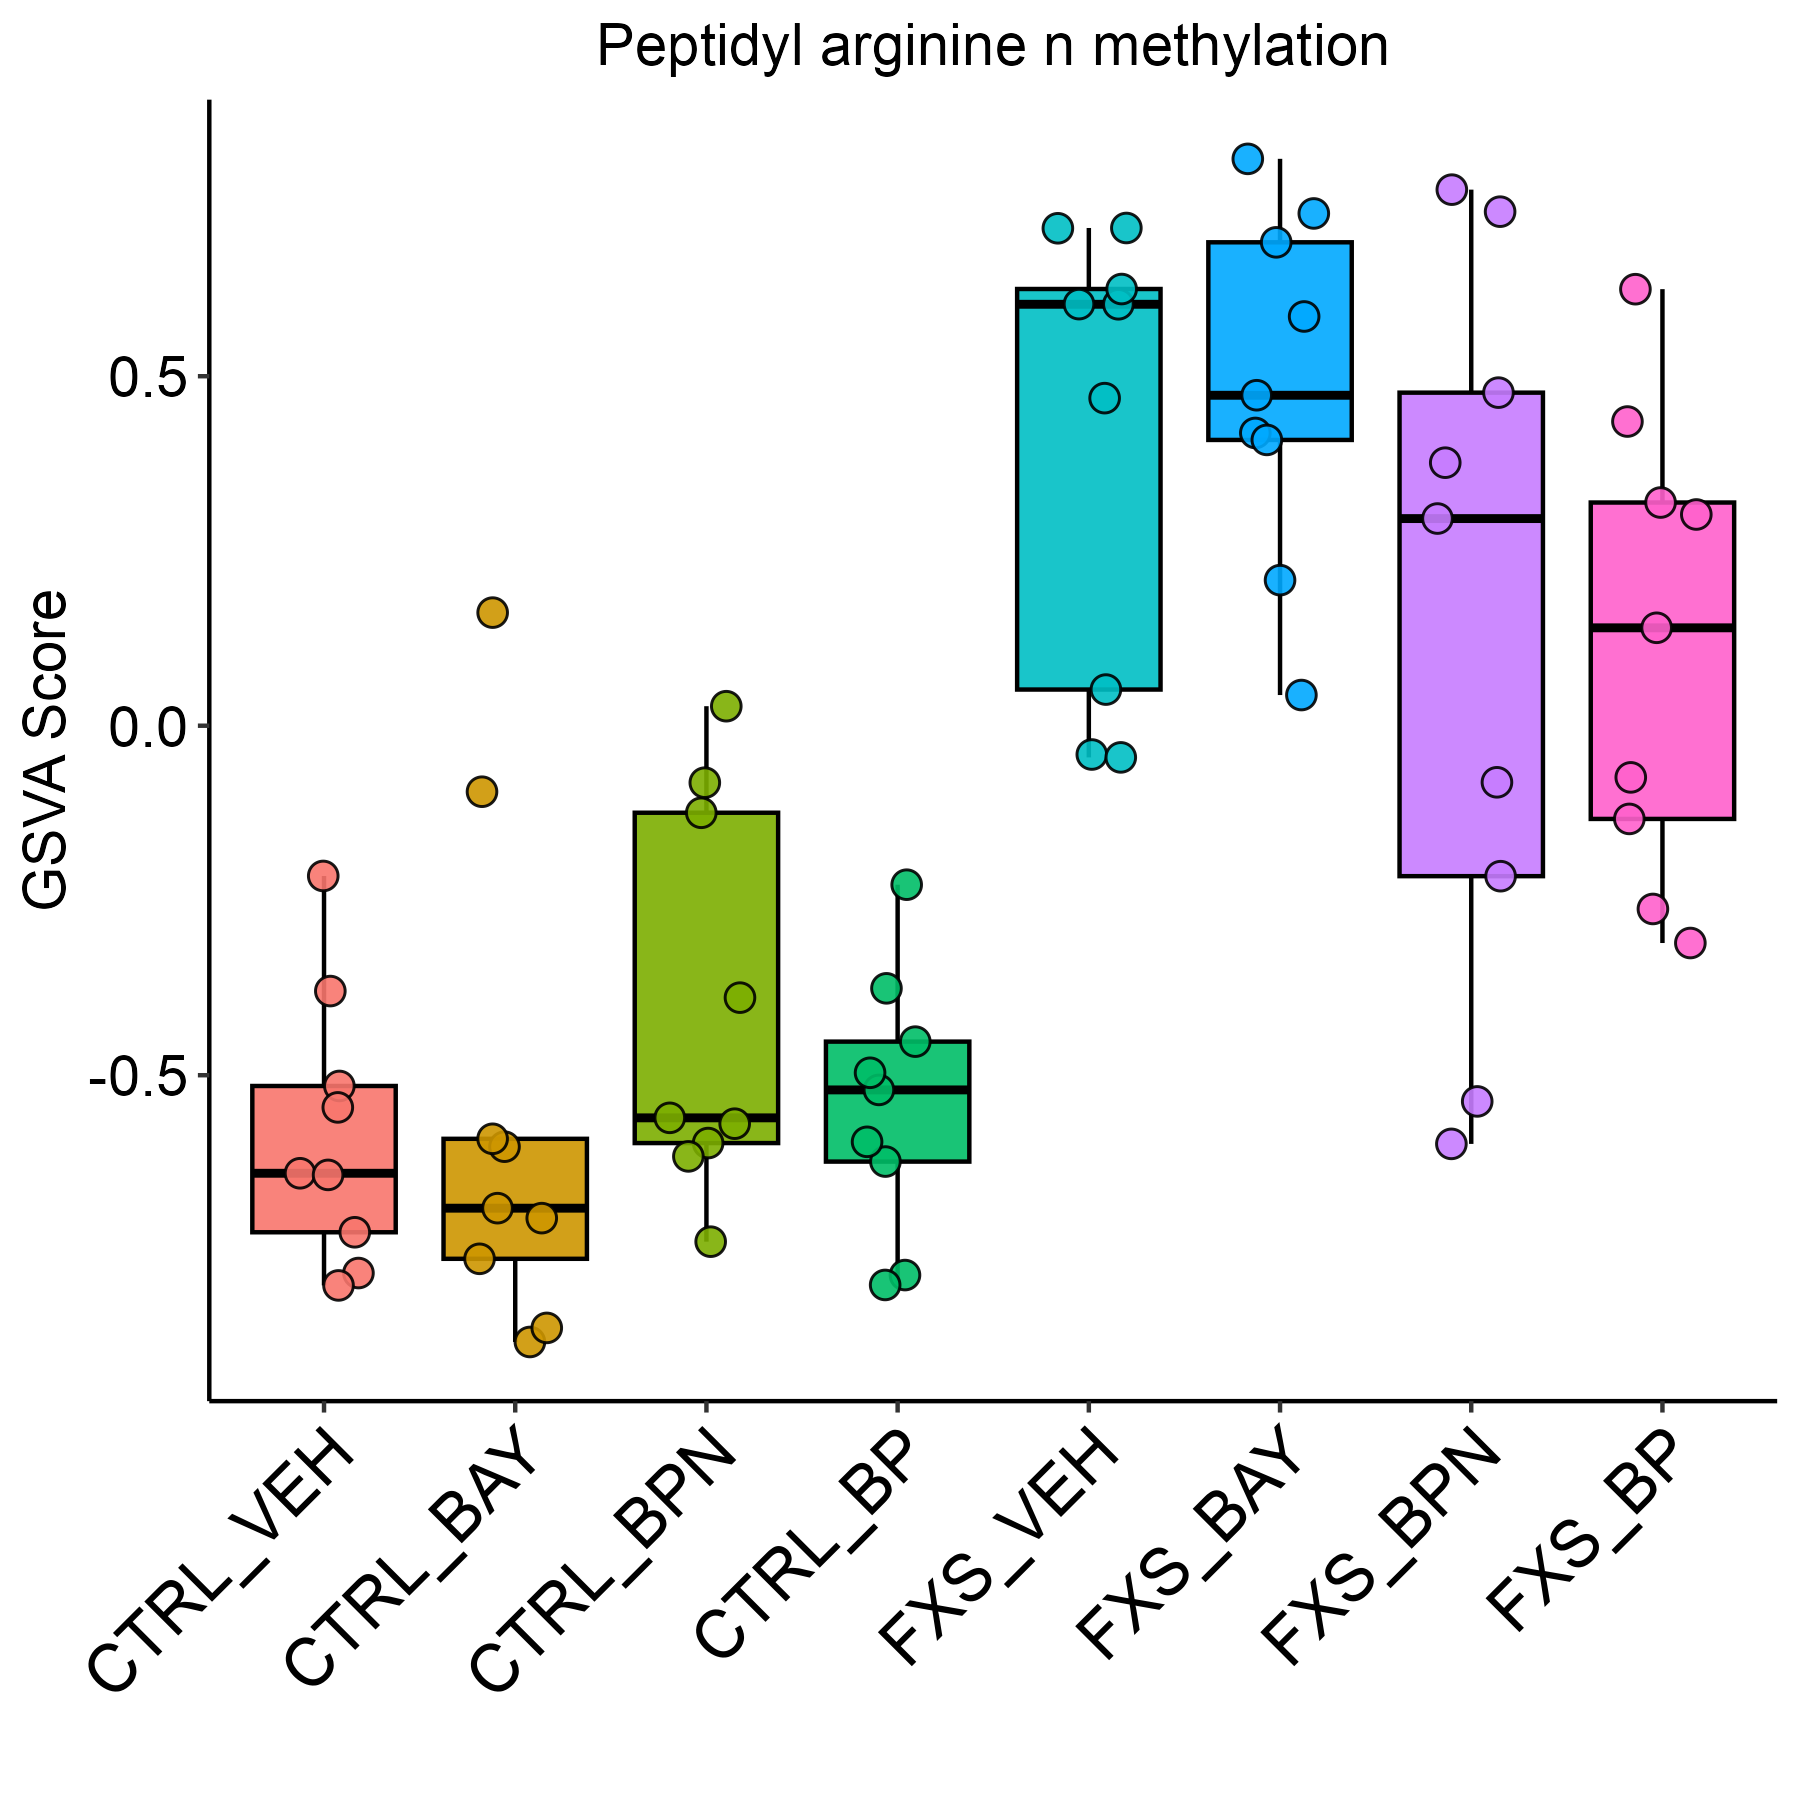 Peptidyl arginine n methylation
GSVA Score
0.5
0.0
-0.5
CTRL_VEH
CTRL_BAY
CTRL_BPN
CTRL_BP
FXS_VEH
FXS_BAY
FXS_BPN
FXS_BP